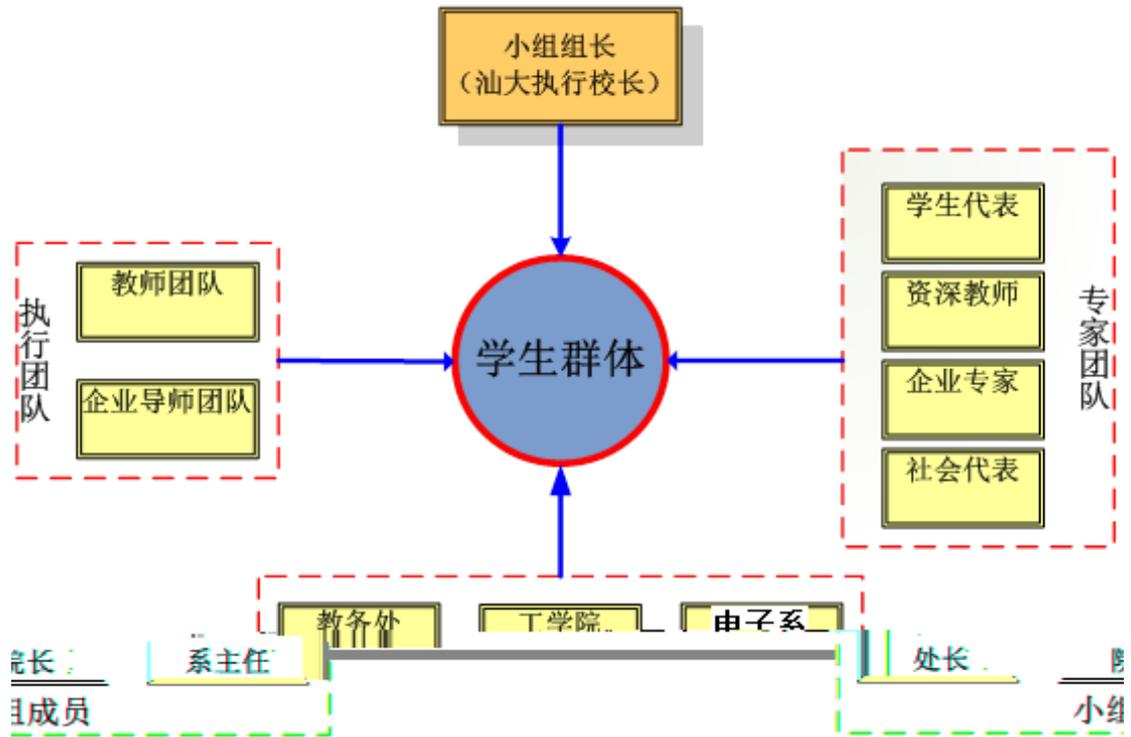 小组组长
（汕大执行校长）
学生代表
资深教师
企业专家
社会代表
专家团队
教师团队
企业导师团队
执行团队
学生群体
教务处
工学院
电子系
院长
系主任
处长
组成员
小组